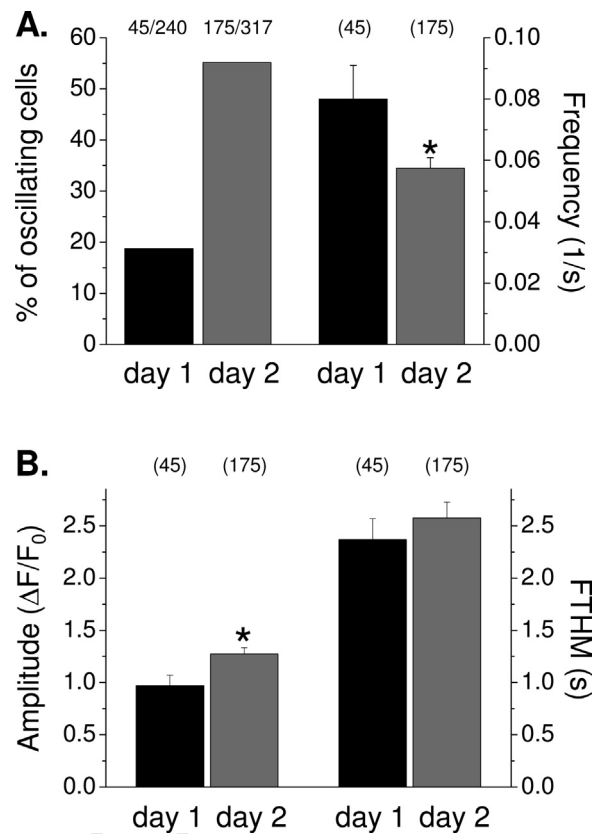 A.
45/240 175/317 (45) (175)
60 0.10
50 0.08
40 *
0.06
30
0.04
20
10 0.02
0 0.00
% of oscillating cells
Frequency (1/s)
day 1 day 2 day 1 day 2
B.
(45) (175) (45) (175)
2.5 2.5
2.0 2.0
1.5 1.5
*
1.0 1.0
0.5 0.5
0.0 0.0
Amplitude (ΔF/F₀)
FTHM (s)
day 1 day 2 day 1 day 2